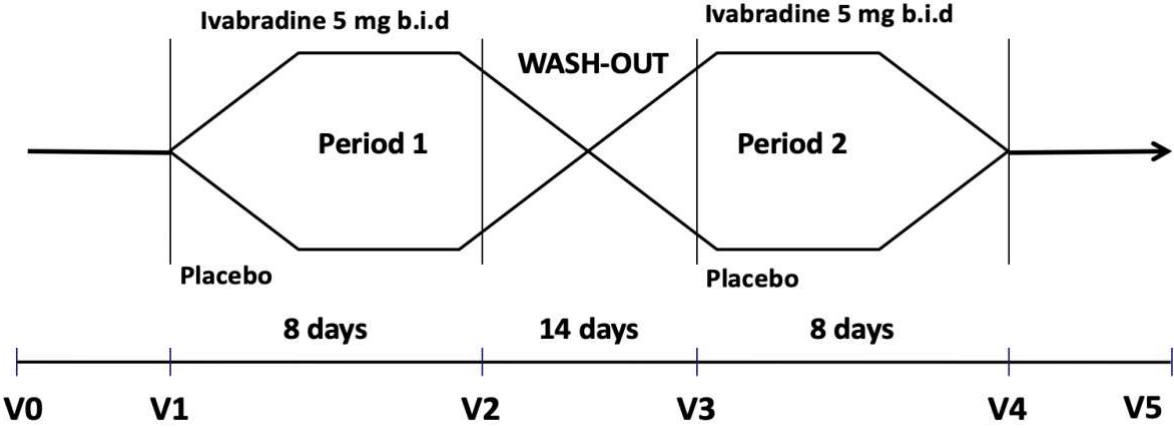 Ivabradine 5 mg b.i.d
Ivabradine 5 mg b.i.d
WASH-OUT
Period 1
Period 2
Placebo
Placebo
8 days
14 days
8 days
V0
V1
V2
V3
V4
V5